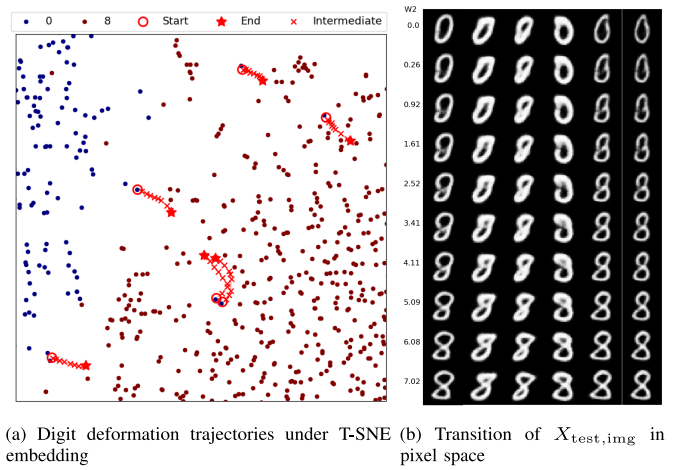 0 8 Start End Intermediate
W2
0.0
0.26
0.92
1.61
2.52
3.41
4.11
5.09
6.08
7.02
(a) Digit deformation trajectories under T-SNE embedding
(b) Transition of X_test,img in pixel space